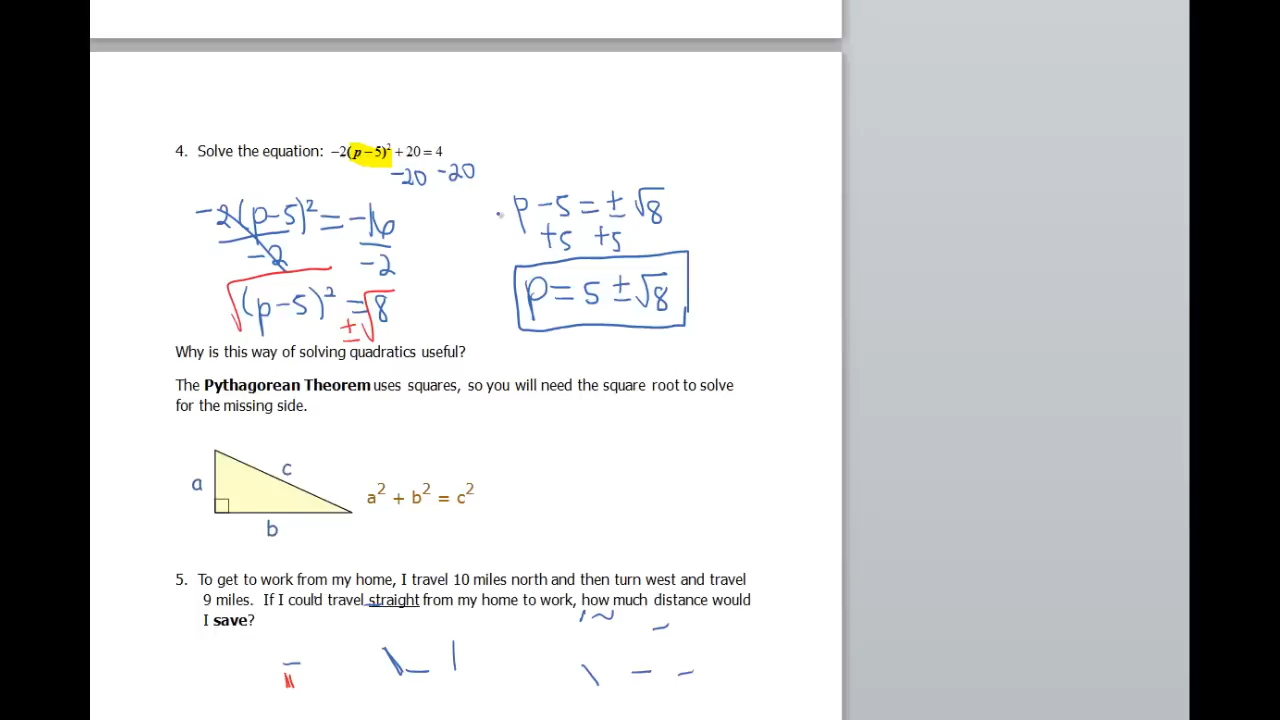 4. Solve the equation: −2(p−5)² + 20 = 4
−20 −20
−2(p−5)² = −16
−2 −2
√(p−5)² = ±√8
p −5 = ± √8
+5 +5
p = 5 ± √8
Why is this way of solving quadratics useful?
The Pythagorean Theorem uses squares, so you will need the square root to solve
for the missing side.
a
c
b
a² + b² = c²
5. To get to work from my home, I travel 10 miles north and then turn west and travel
9 miles. If I could travel straight from my home to work, how much distance would
I save?